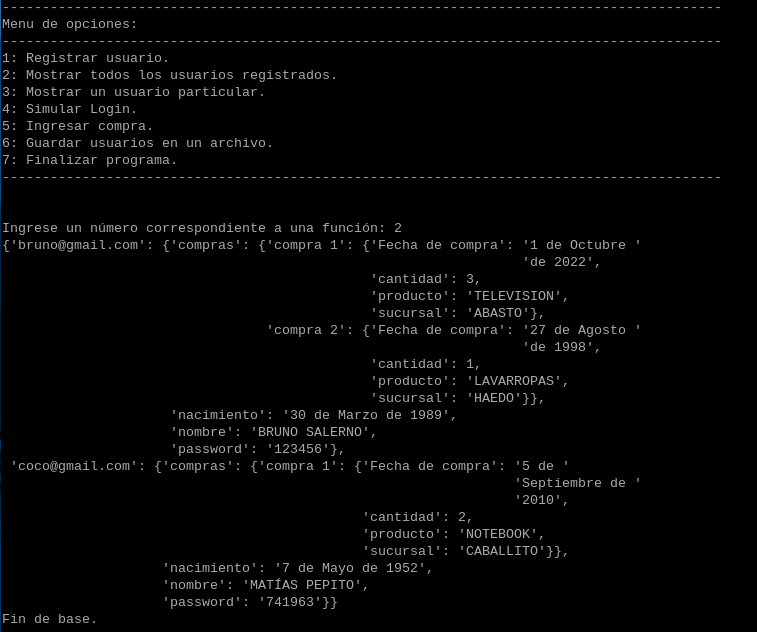 ------------------------------------------------------------------------------------------
Menu de opciones:
------------------------------------------------------------------------------------------
1: Registrar usuario.
2: Mostrar todos los usuarios registrados.
3: Mostrar un usuario particular.
4: Simular Login.
5: Ingresar compra.
6: Guardar usuarios en un archivo.
7: Finalizar programa.
------------------------------------------------------------------------------------------
Ingrese un número correspondiente a una función: 2
{'bruno@gmail.com': {'compras': {'compra 1': {'Fecha de compra': '1 de Octubre '
'de 2022',
'cantidad': 3,
'producto': 'TELEVISION',
'sucursal': 'ABASTO'},
'compra 2': {'Fecha de compra': '27 de Agosto '
'de 1998',
'cantidad': 1,
'producto': 'LAVARROPAS',
'sucursal': 'HAEDO'}},
'nacimiento': '30 de Marzo de 1989',
'nombre': 'BRUNO SALERNO',
'password': '123456'},
'coco@gmail.com': {'compras': {'compra 1': {'Fecha de compra': '5 de '
'Septiembre de '
'2010',
'cantidad': 2,
'producto': 'NOTEBOOK',
'sucursal': 'CABALLITO'}},
'nacimiento': '7 de Mayo de 1952',
'nombre': 'MATÍAS PEPITO',
'password': '741963'}}
Fin de base.